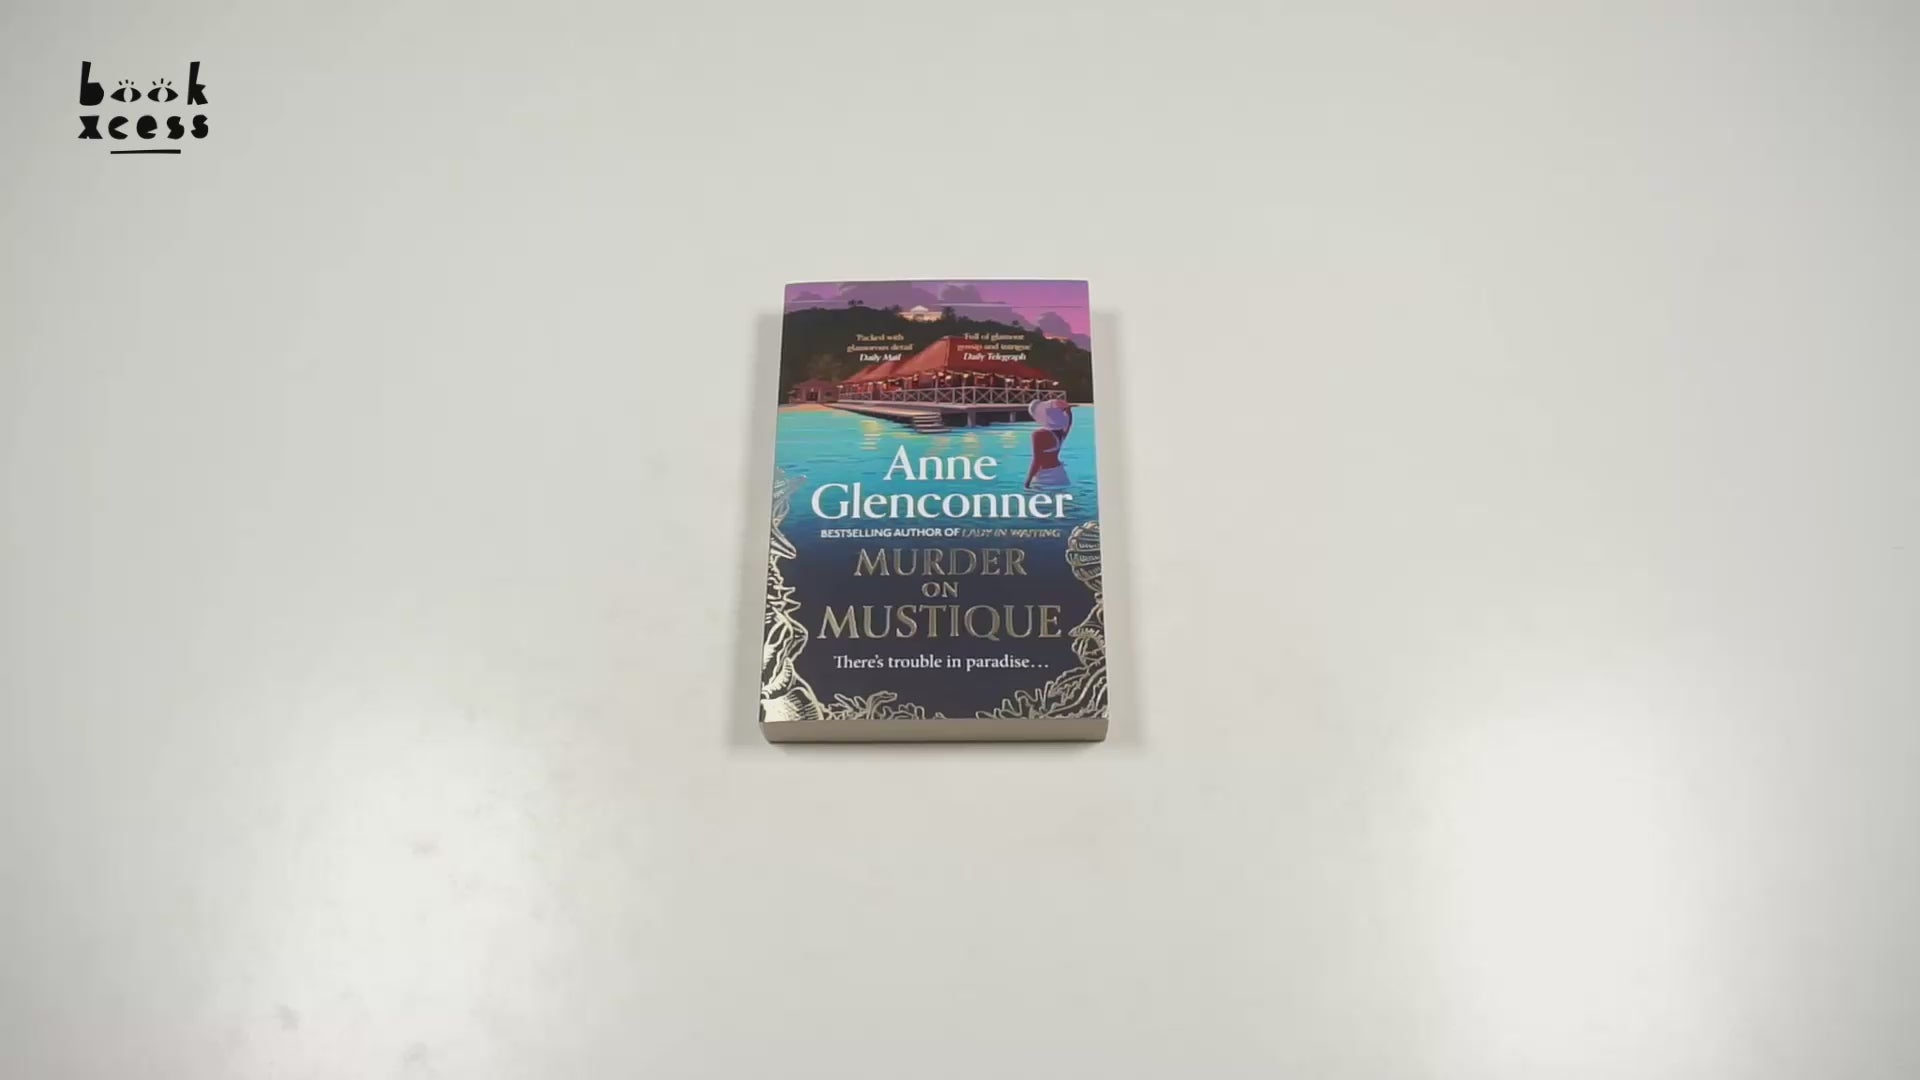 book
xcess
'Packed with
glamorous detail'
Daily Mail
'Full of glamour
gossip and intrigue'
Daily Telegraph
Anne
Glenconner
BESTSELLING AUTHOR OF LADY IN WAITING
MURDER
ON
MUSTIQUE
There's trouble in paradise…